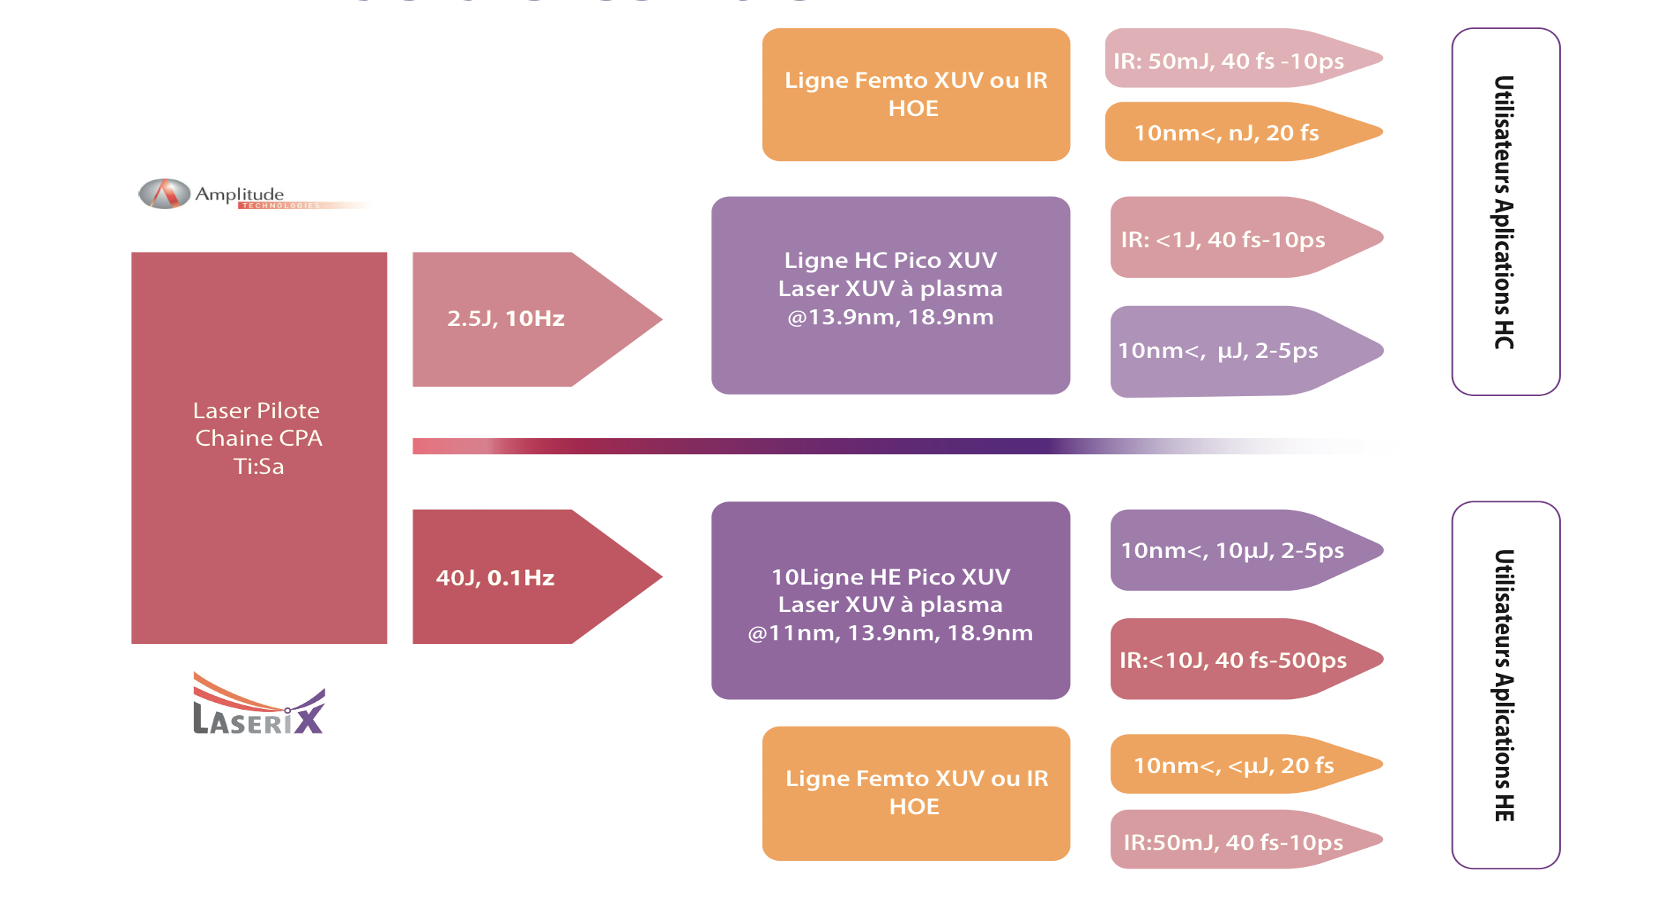 Ligne Femto XUV ou IR
HOE
IR: 50mJ, 40 fs -10ps
10nm<, nJ, 20 fs
Amplitude
TECHNOLOGIES
Ligne HC Pico XUV
Laser XUV à plasma
@13.9nm, 18.9nm
IR: <1J, 40 fs-10ps
10nm<,  µJ, 2-5ps
Utilisateurs Aplications HC
2.5J, 10Hz
Laser Pilote
Chaine CPA
Ti:Sa
40J, 0.1Hz
10Ligne HE Pico XUV
Laser XUV à plasma
@11nm, 13.9nm, 18.9nm
10nm<, 10µJ, 2-5ps
IR:<10J, 40 fs-500ps
Utilisateurs Aplications HE
LASERIX
Ligne Femto XUV ou IR
HOE
10nm<, <µJ, 20 fs
IR:50mJ, 40 fs-10ps